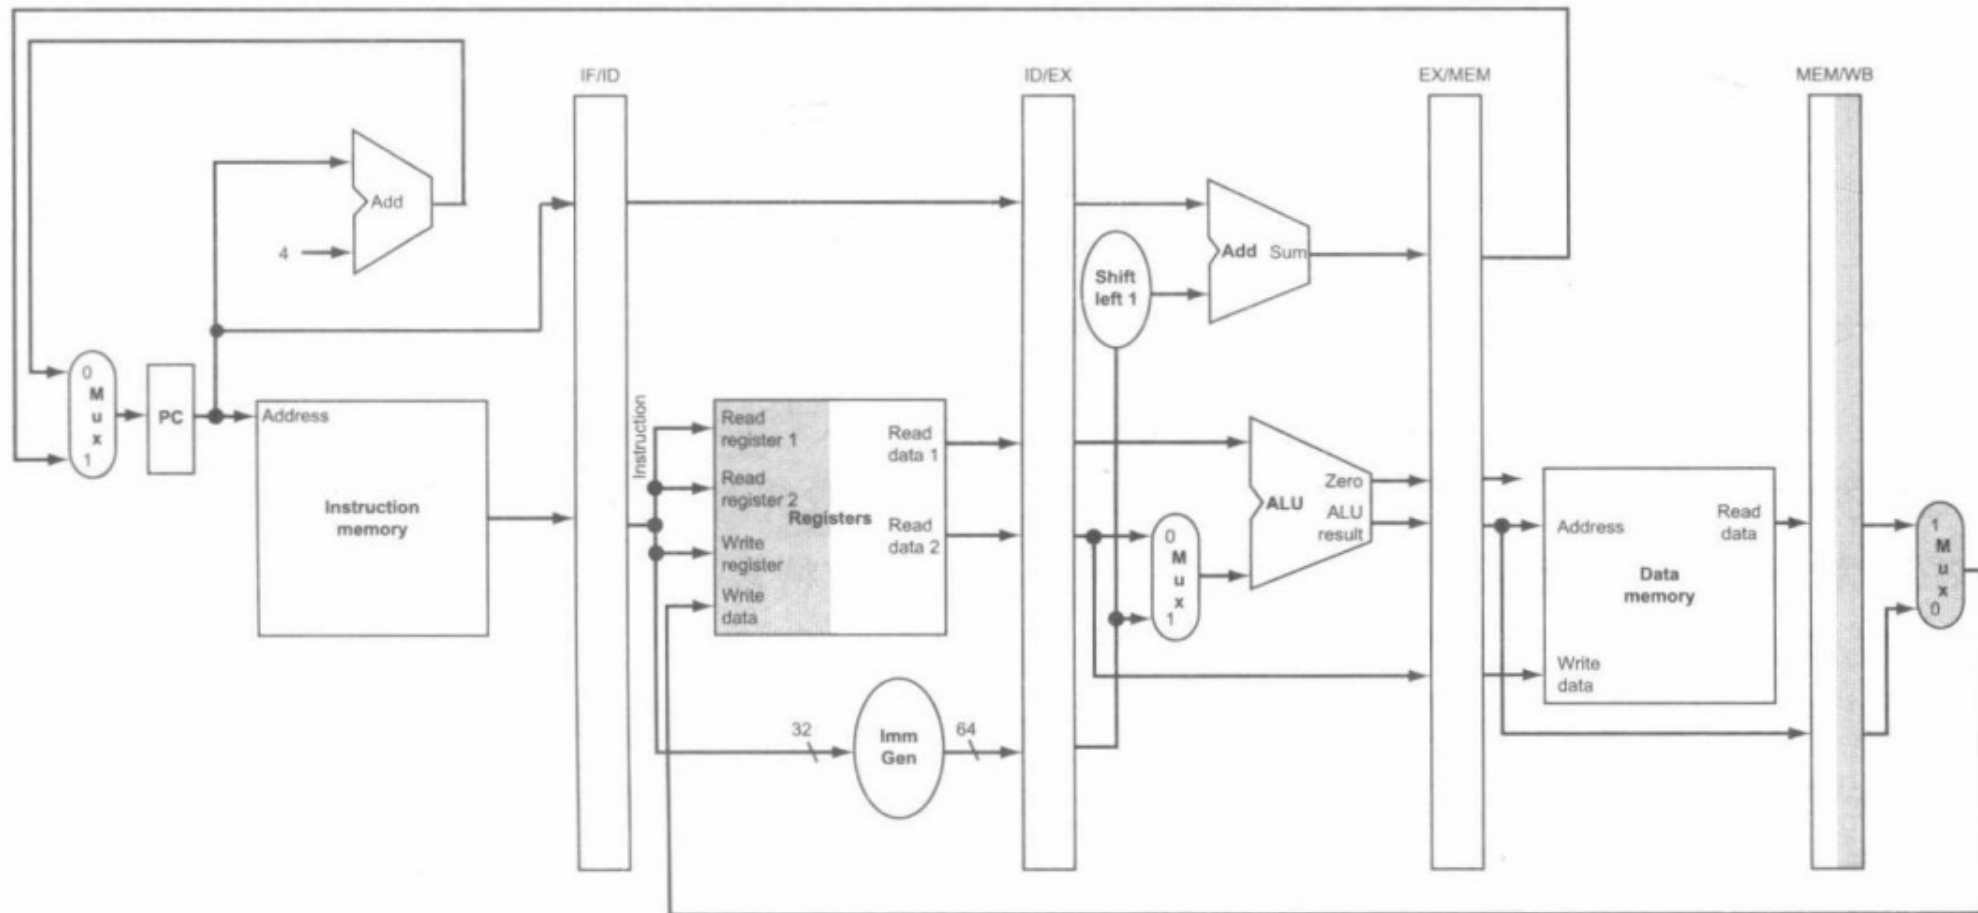 IF/ID
ID/EX
EX/MEM
MEM/WB
Add
4
Add Sum
Shift
left 1
0
M
u
x
1
PC
Address
Instruction
memory
Instruction
Read
register 1
Read
register 2
Write
register
Write
data
Registers
Read
data 1
Read
data 2
32
Imm
Gen
64
0
M
u
x
1
Zero
ALU
ALU
result
Address
Read
data
Data
memory
Write
data
1
M
u
x
0